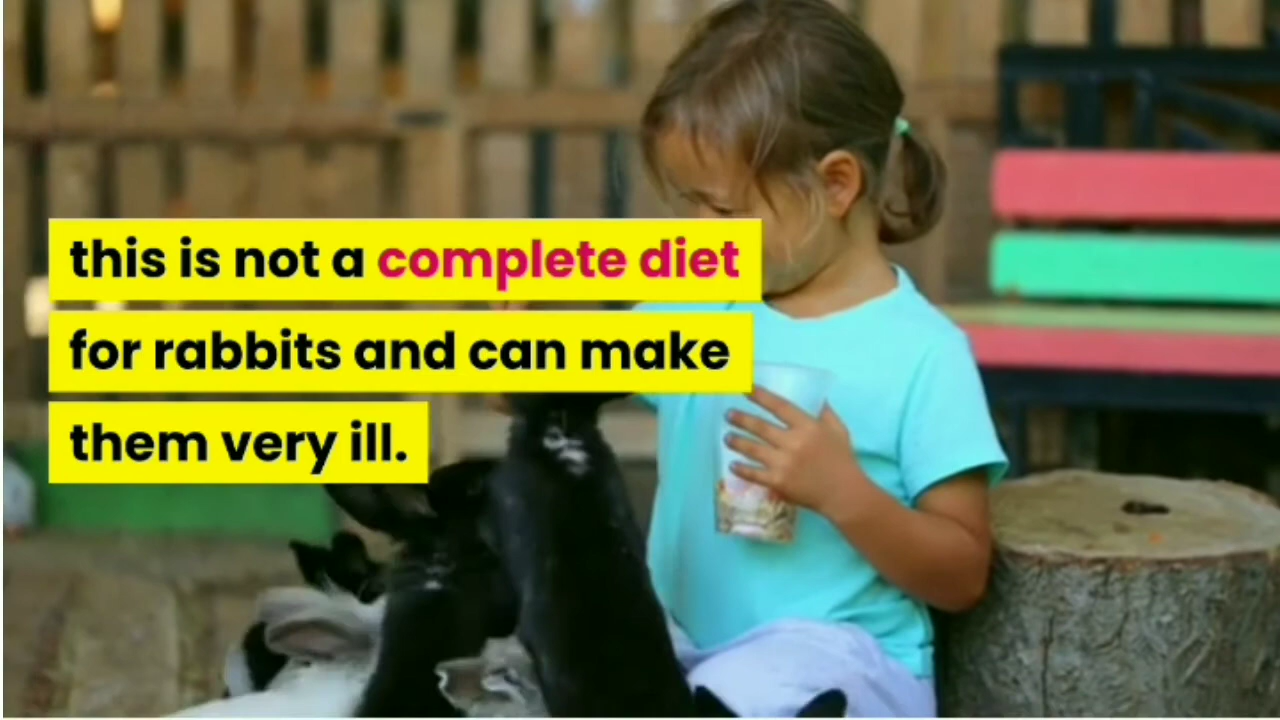 this is not a complete diet
for rabbits and can make
them very ill.